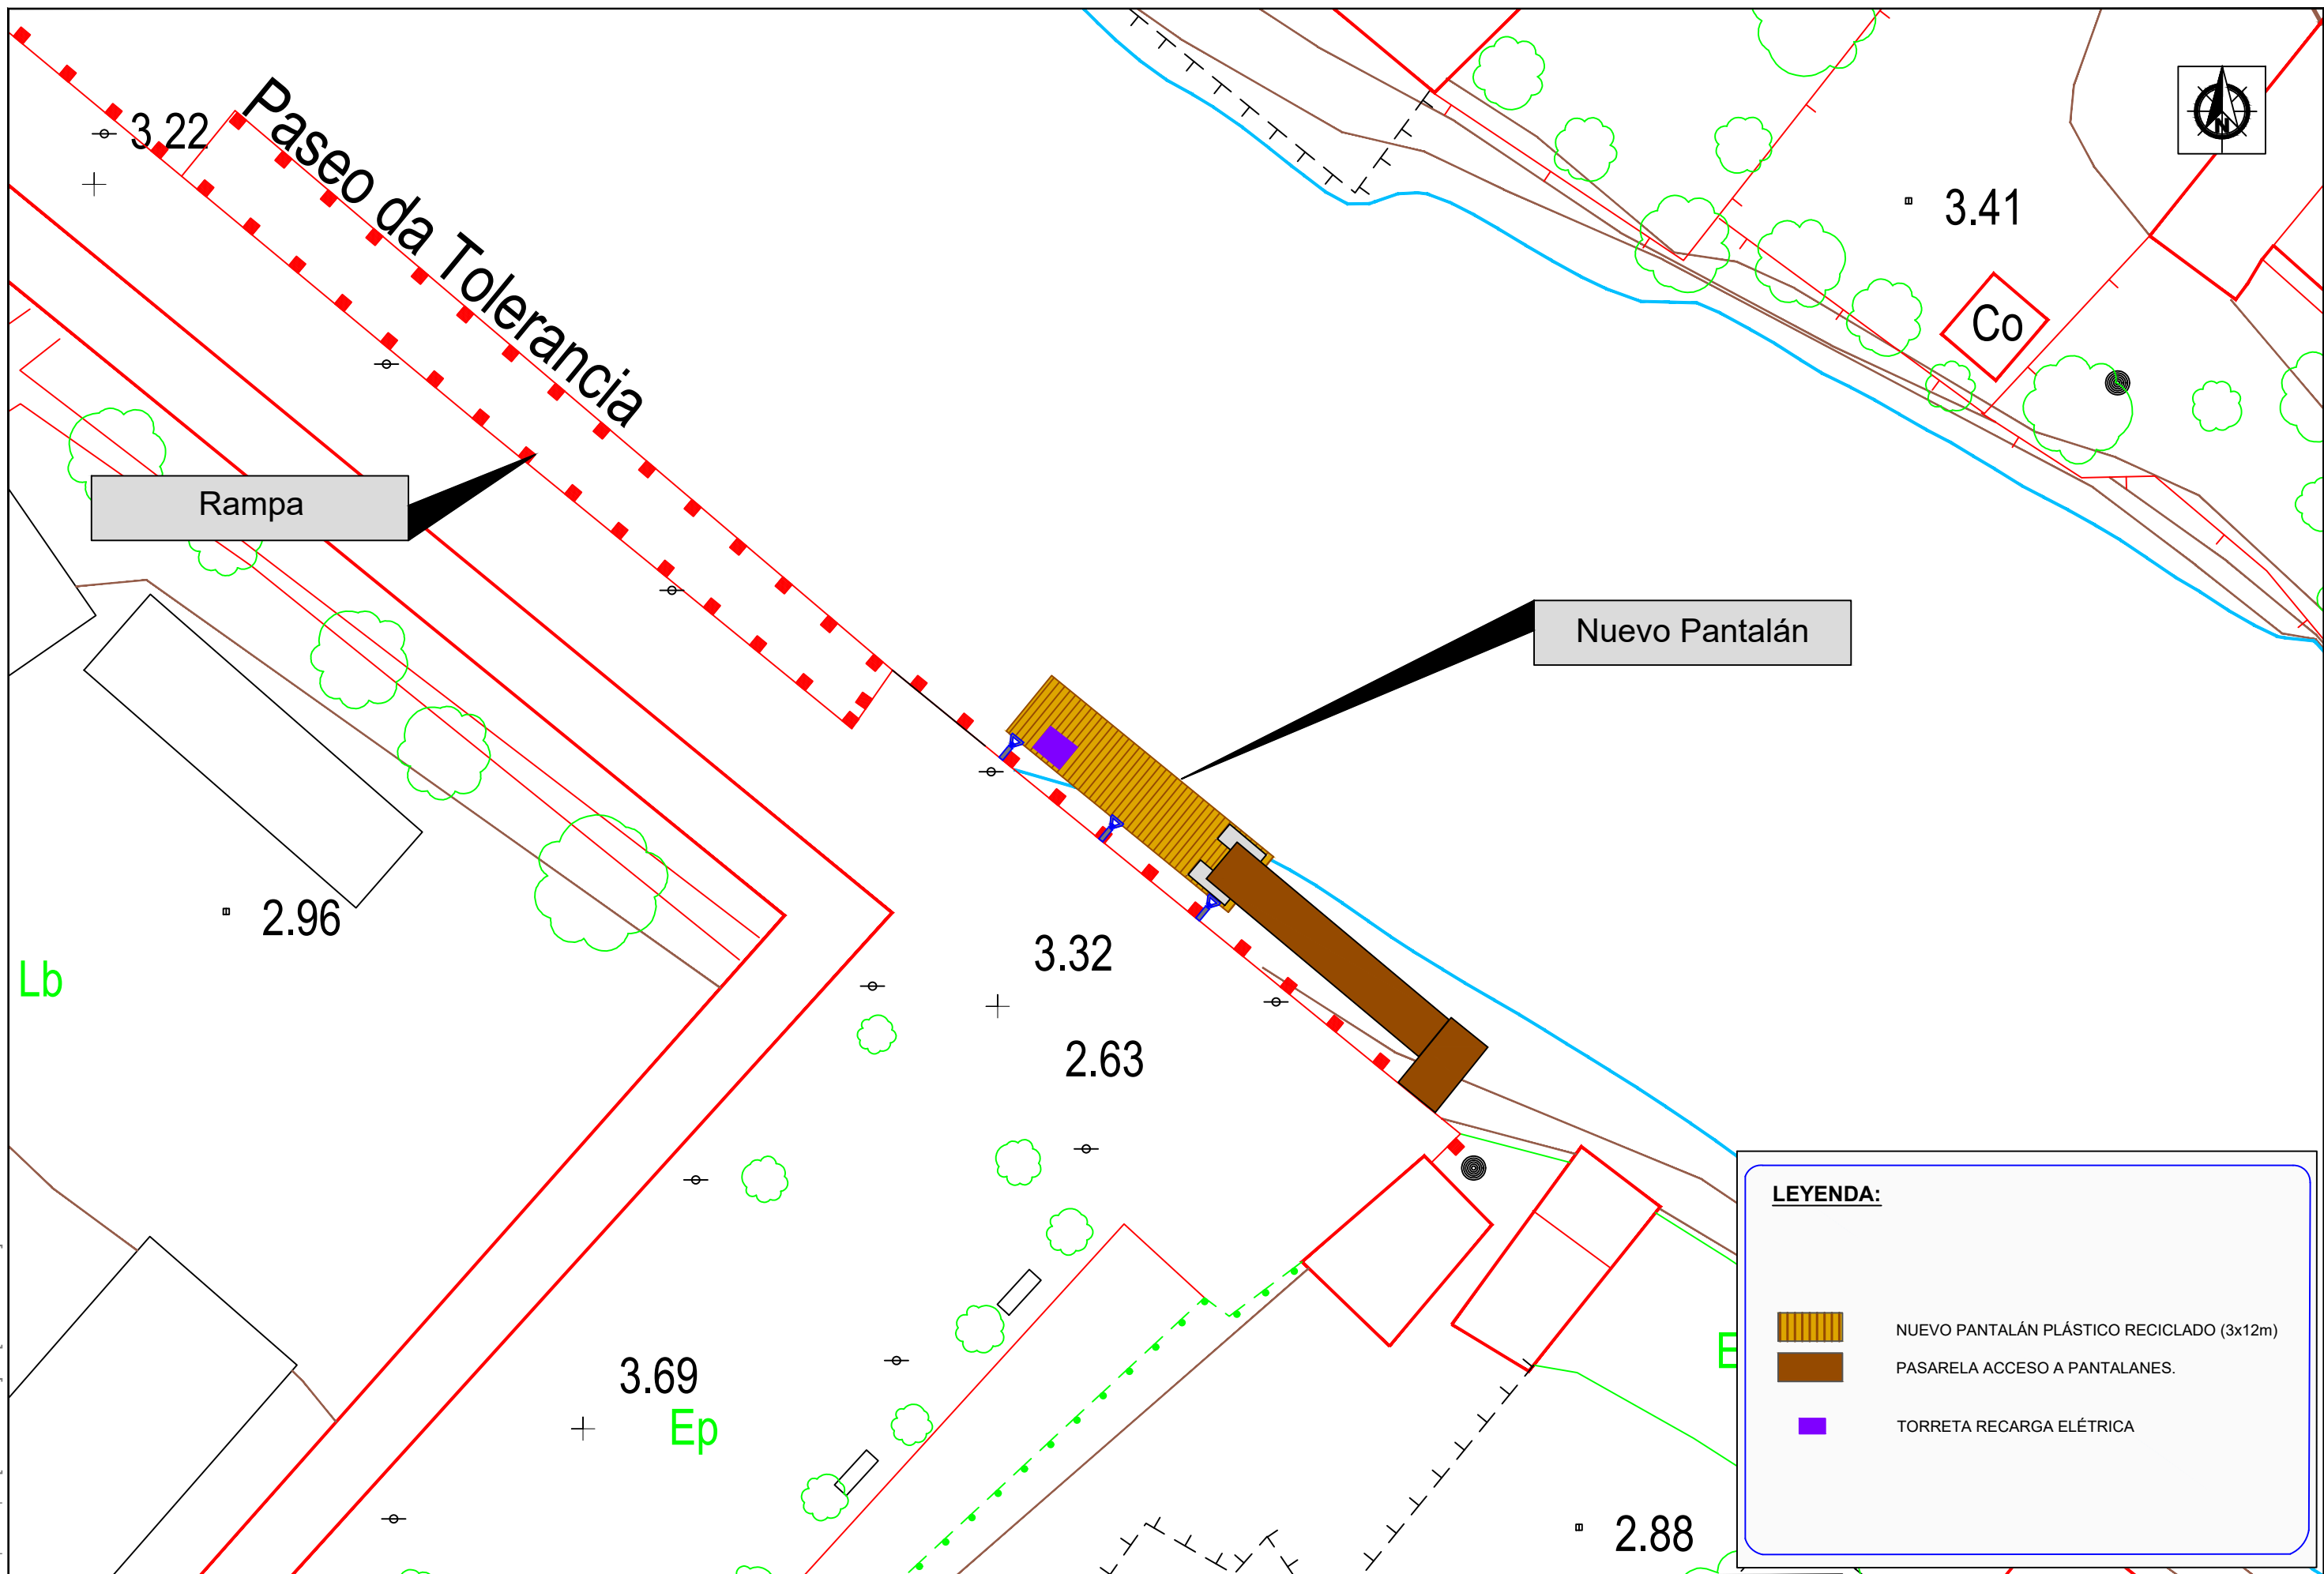 3.22
Paseo da Tolerancia
N
3.41
Co
Rampa
Nuevo Pantalán
2.96
Lb
3.32
2.63
3.69
Ep
E
2.88
LEYENDA:
NUEVO PANTALÁN PLÁSTICO RECICLADO (3x12m)
PASARELA ACCESO A PANTALANES.
TORRETA RECARGA ELÉTRICA